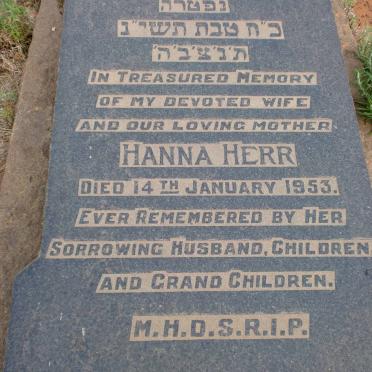 נפטרה
כ״ח טבת תשי״ג
ת׳נ׳צ׳ב׳ה׳
IN TREASURED MEMORY
OF MY DEVOTED WIFE
AND OUR LOVING MOTHER
HANNA HERR
DIED 14TH JANUARY 1953.
EVER REMEMBERED BY HER
SORROWING HUSBAND, CHILDREN
AND GRAND CHILDREN.
M.H.D.S.R.I.P.